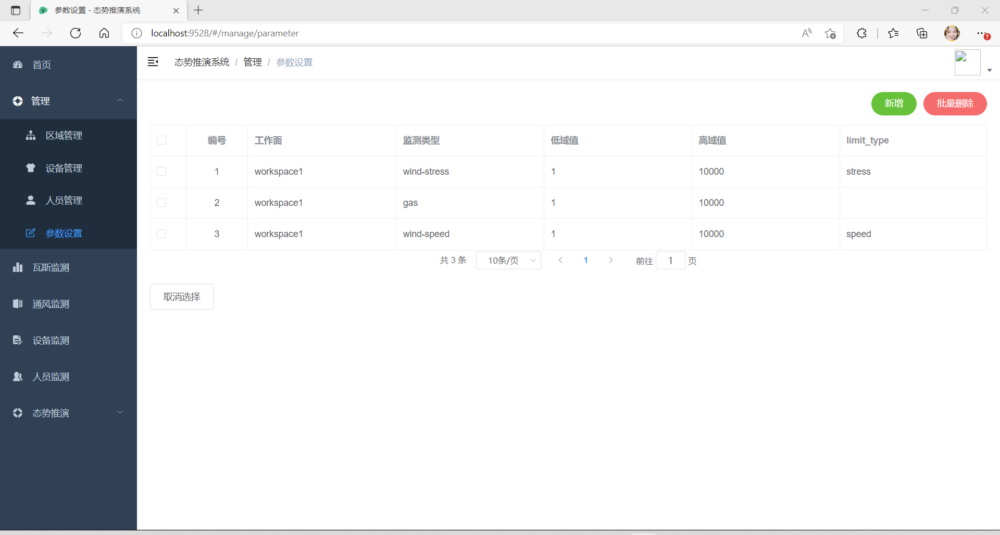 参数设置 - 态势推演系统
localhost:9528/#/manage/parameter
首页
管理
区域管理
设备管理
人员管理
参数设置
瓦斯监测
通风监测
设备监测
人员监测
态势推演
态势推演系统 / 管理 / 参数设置
新增 批量删除
编号 工作面 监测类型 低域值 高域值 limit_type
1 workspace1 wind-stress 1 10000 stress
2 workspace1 gas 1 10000
3 workspace1 wind-speed 1 10000 speed
共 3 条 10条/页 1 前往 1 页
取消选择